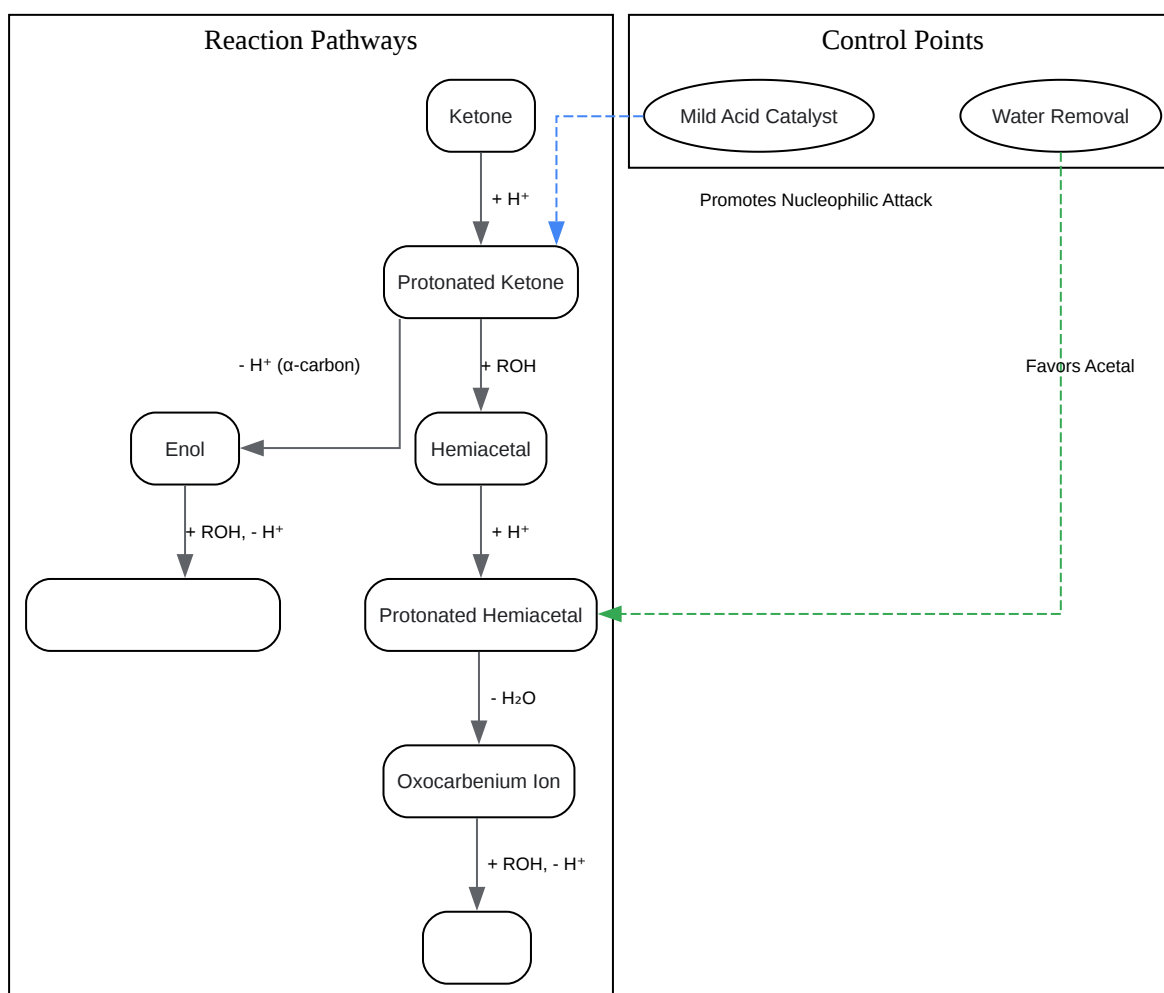 Reaction Pathways
Control Points
Ketone
Mild Acid Catalyst
Water Removal
+ H⁺
Promotes Nucleophilic Attack
Protonated Ketone
- H⁺ (α-carbon)
+ ROH
Favors Acetal
Enol
Hemiacetal
+ ROH, - H⁺
+ H⁺
Protonated Hemiacetal
- H₂O
Oxocarbenium Ion
+ ROH, - H⁺